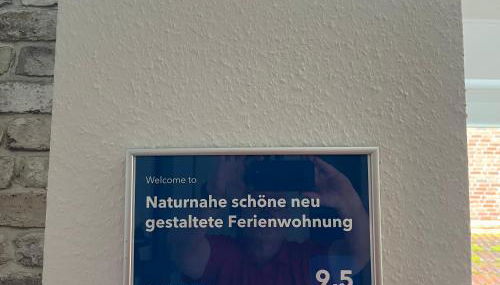 Welcome to
Naturnahe schöne neu
gestaltete Ferienwohnung
9.5